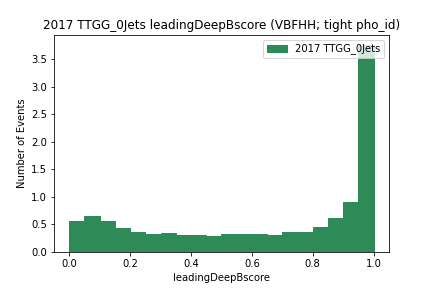 2017 TTGG_0Jets leadingDeepBscore (VBFHH; tight pho_id)
2017 TTGG_0Jets
Number of Events
3.5
3.0
2.5
2.0
1.5
1.0
0.5
0.0
0.0 0.2 0.4 0.6 0.8 1.0
leadingDeepBscore